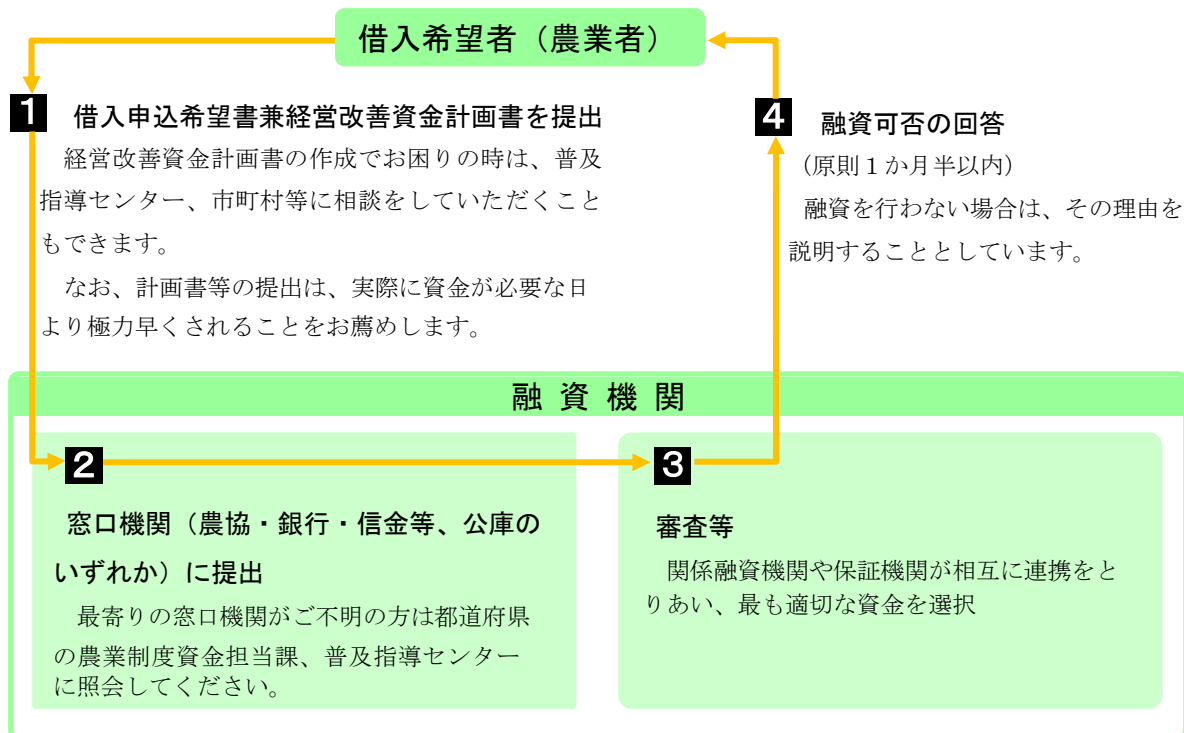 借入希望者（農業者）
1 借入申込希望書兼経営改善資金計画書を提出
経営改善資金計画書の作成でお困りの時は、普及
指導センター、市町村等に相談をしていただくこと
もできます。
なお、計画書等の提出は、実際に資金が必要な日
より極力早くされることをお薦めします。
4 融資可否の回答
（原則１か月半以内）
融資を行わない場合は、その理由を
説明することとしています。
融 資 機 関
2
窓口機関（農協・銀行・信金等、公庫の
いずれか）に提出
最寄りの窓口機関がご不明の方は都道府県
の農業制度資金担当課、普及指導センター
に照会してください。
3
審査等
関係融資機関や保証機関が相互に連携をと
りあい、最も適切な資金を選択